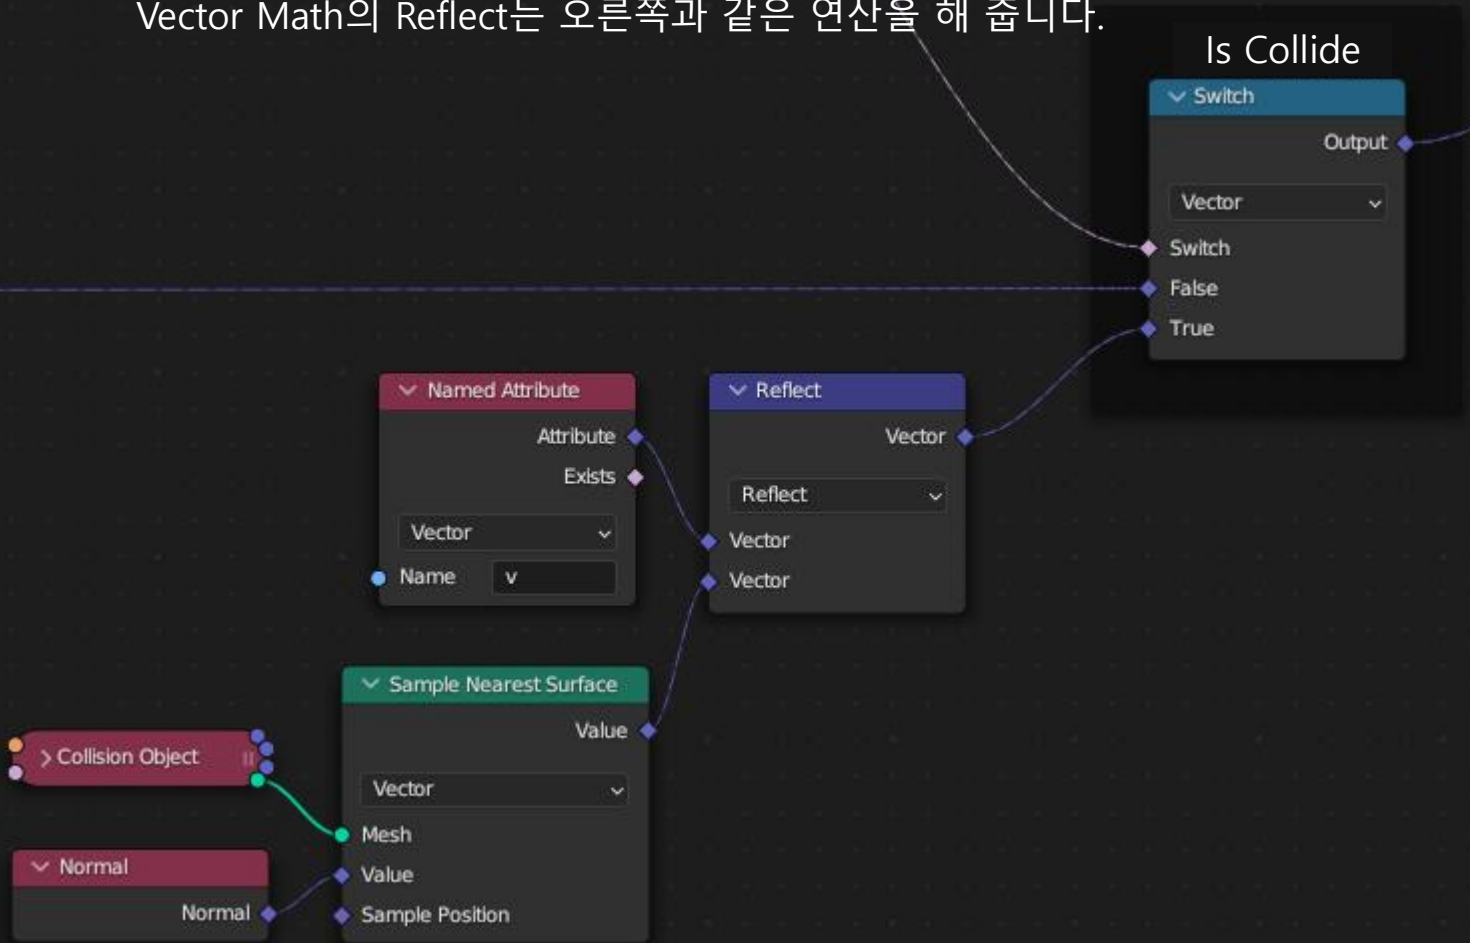 Vector Math의 Reflect는 오른쪽과 같은 연산을 해 줍니다.
Is Collide
Switch
Output
Vector
Switch
False
True
Named Attribute
Attribute
Exists
Vector
Name v
Reflect
Vector
Reflect
Vector
Vector
Sample Nearest Surface
Value
Vector
Mesh
Value
Sample Position
Collision Object
Normal
Normal